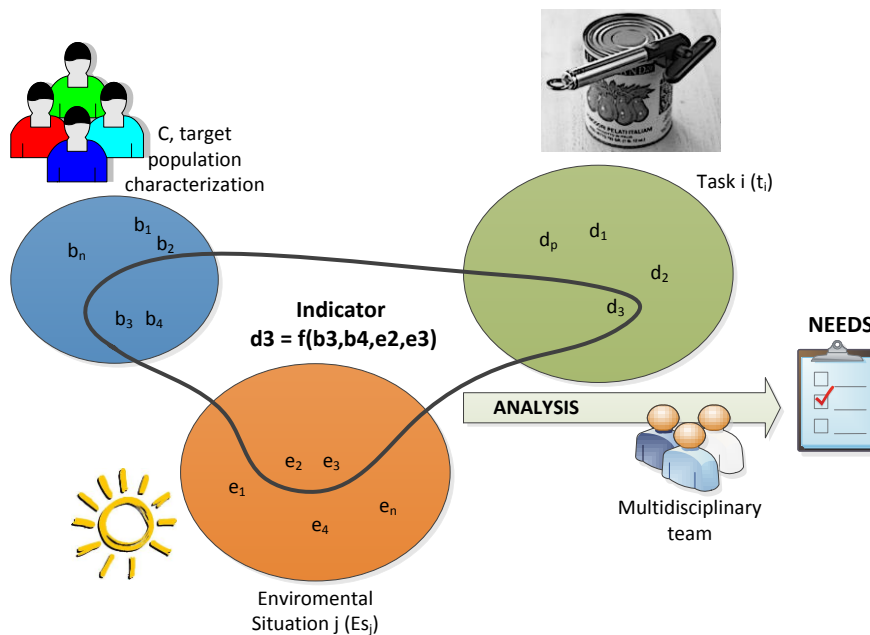 C, target
population
characterization
b₁
b₂
bₙ
b₃ b₄
Task i (tᵢ)
dₚ d₁
d₂
d₃
Indicator
d3 = f(b3,b4,e2,e3)
NEEDS
ANALYSIS
Multidisciplinary
team
e₂ e₃
e₁
eₙ
e₄
Enviromental
Situation j (Esⱼ)